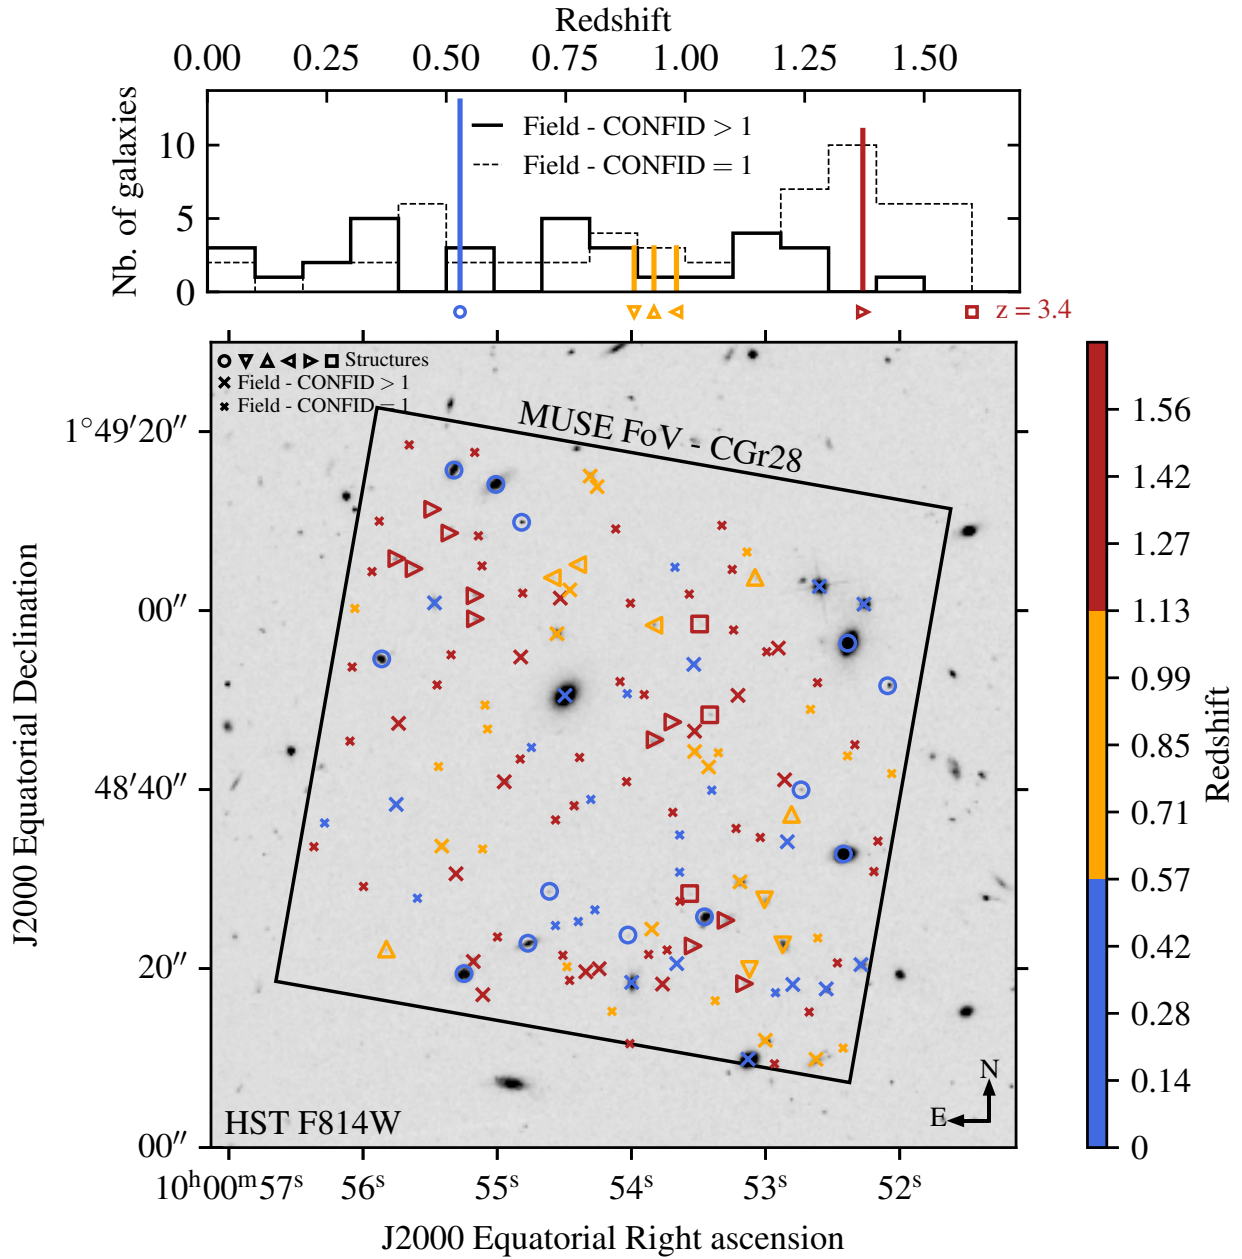 Redshift
0.00 0.25 0.50 0.75 1.00 1.25 1.50
Nb. of galaxies
10
5
0
Field - CONFID > 1
Field - CONFID = 1
z = 3.4
Structures
Field - CONFID > 1
Field - CONFID = 1
MUSE FoV - CGr28
1°49′20″
00″
48′40″
20″
00″
J2000 Equatorial Declination
HST F814W
N
E
10ʰ00ᵐ57ˢ 56ˢ 55ˢ 54ˢ 53ˢ 52ˢ
J2000 Equatorial Right ascension
1.56
1.42
1.27
1.13
0.99
0.85
0.71
0.57
0.42
0.28
0.14
0
Redshift